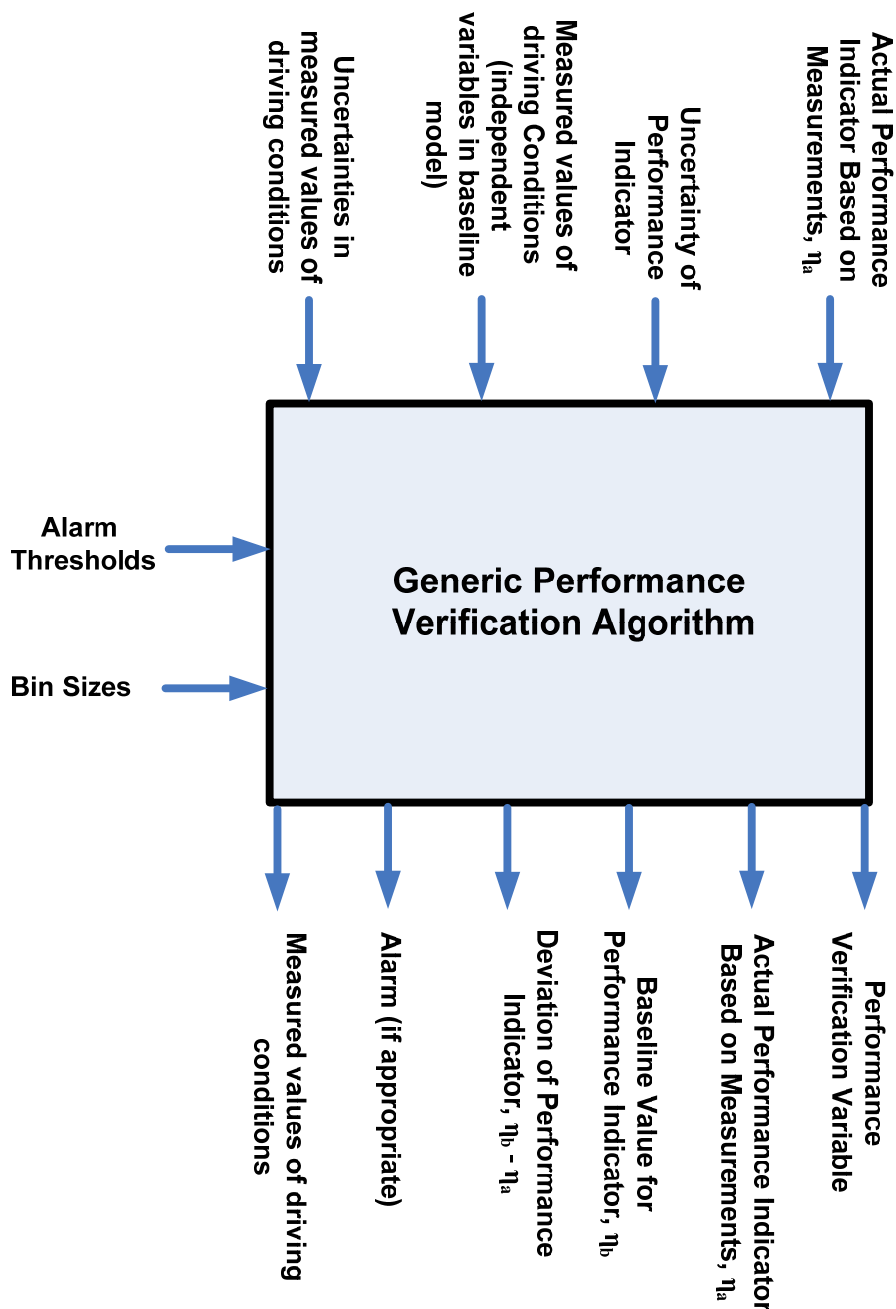 Actual Performance
Indicator Based on
Measurements, ηa
Uncertainty of
Performance
Indicator
Measured values of
driving Conditions
(independent
variables in baseline
model)
Uncertainties in
measured values of
driving conditions
Alarm
Thresholds
Bin Sizes
Generic Performance
Verification Algorithm
Performance
Verification Variable
Actual Performance Indicator
Based on Measurements, ηa
Baseline Value for
Performance Indicator, ηb
Deviation of Performance
Indicator, ηb - ηa
Alarm (if appropriate)
Measured values of driving
conditions